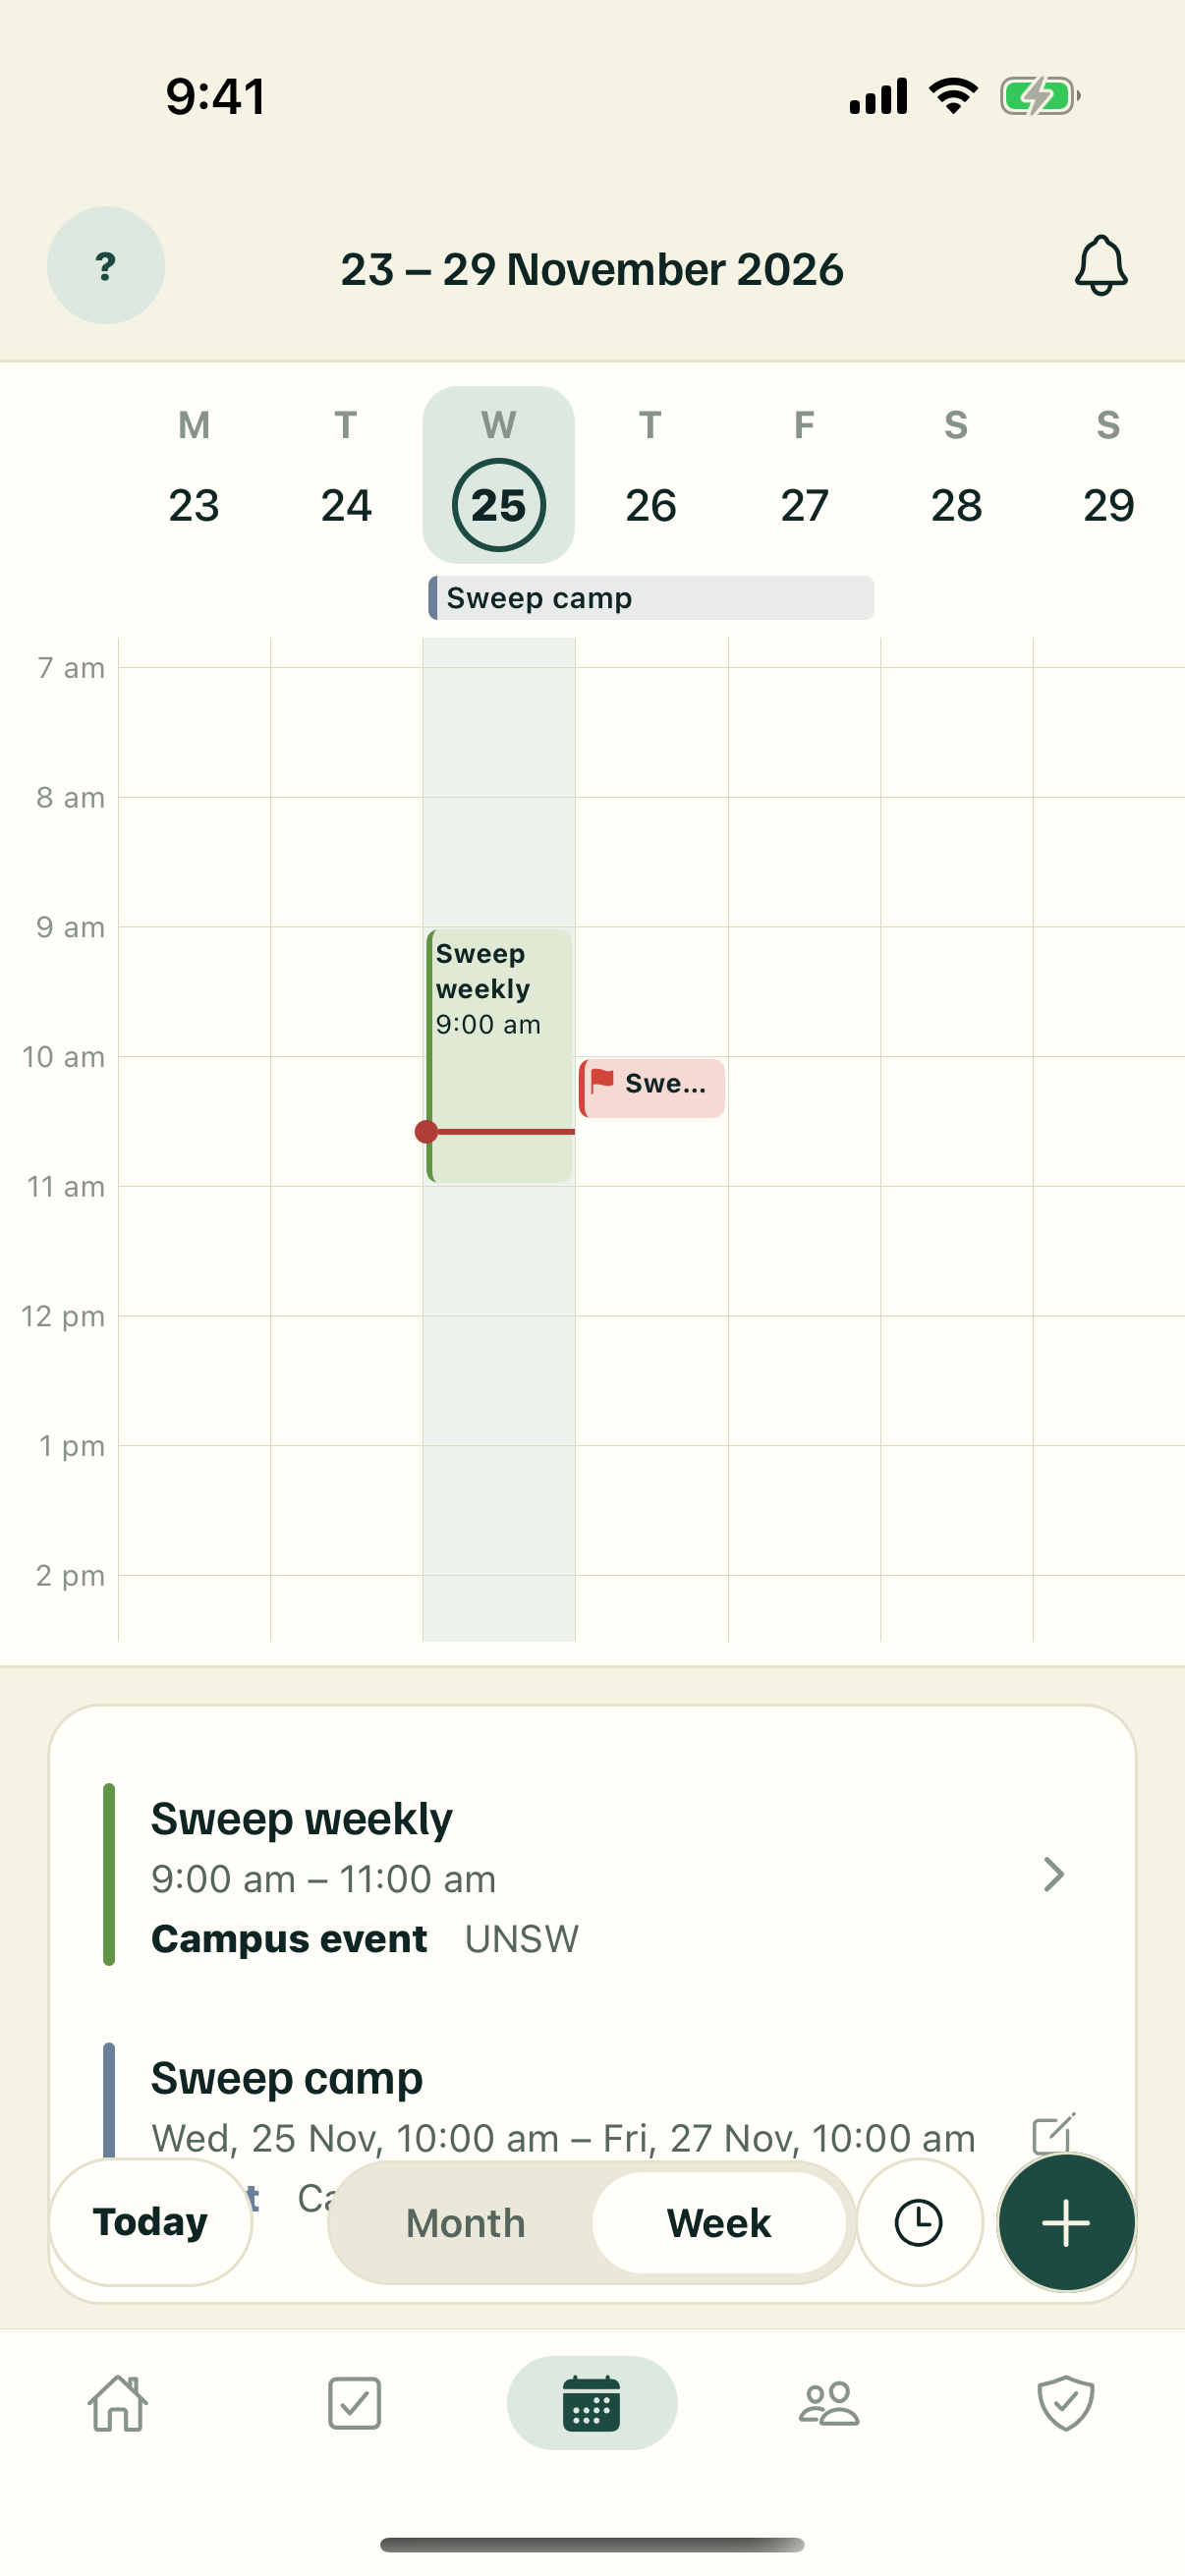 9:41
?
23 – 29 November 2026
M T W T F S S
23 24 25 26 27 28 29
Sweep camp
7 am
8 am
9 am
Sweep
weekly
9:00 am
10 am
Swe...
11 am
12 pm
1 pm
2 pm
Sweep weekly
9:00 am – 11:00 am
Campus event UNSW
Sweep camp
Wed, 25 Nov, 10:00 am – Fri, 27 Nov, 10:00 am
Today
Month
Week